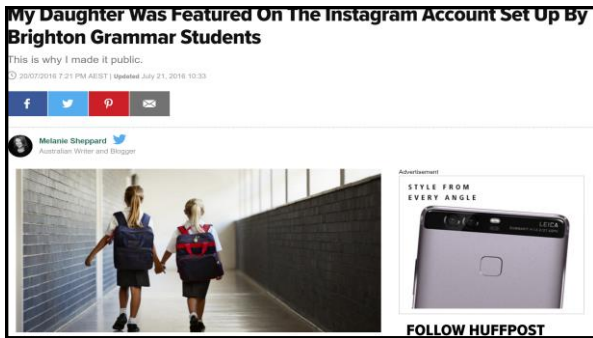 My Daughter Was Featured On The Instagram Account Set Up By
Brighton Grammar Students
This is why I made it public.
20/07/2016 7:21 PM AEST | Updated July 21, 2016 10:33
Melanie Sheppard
Australian Writer and Blogger
Advertisement
STYLE FROM
EVERY ANGLE
LEICA
FOLLOW HUFFPOST